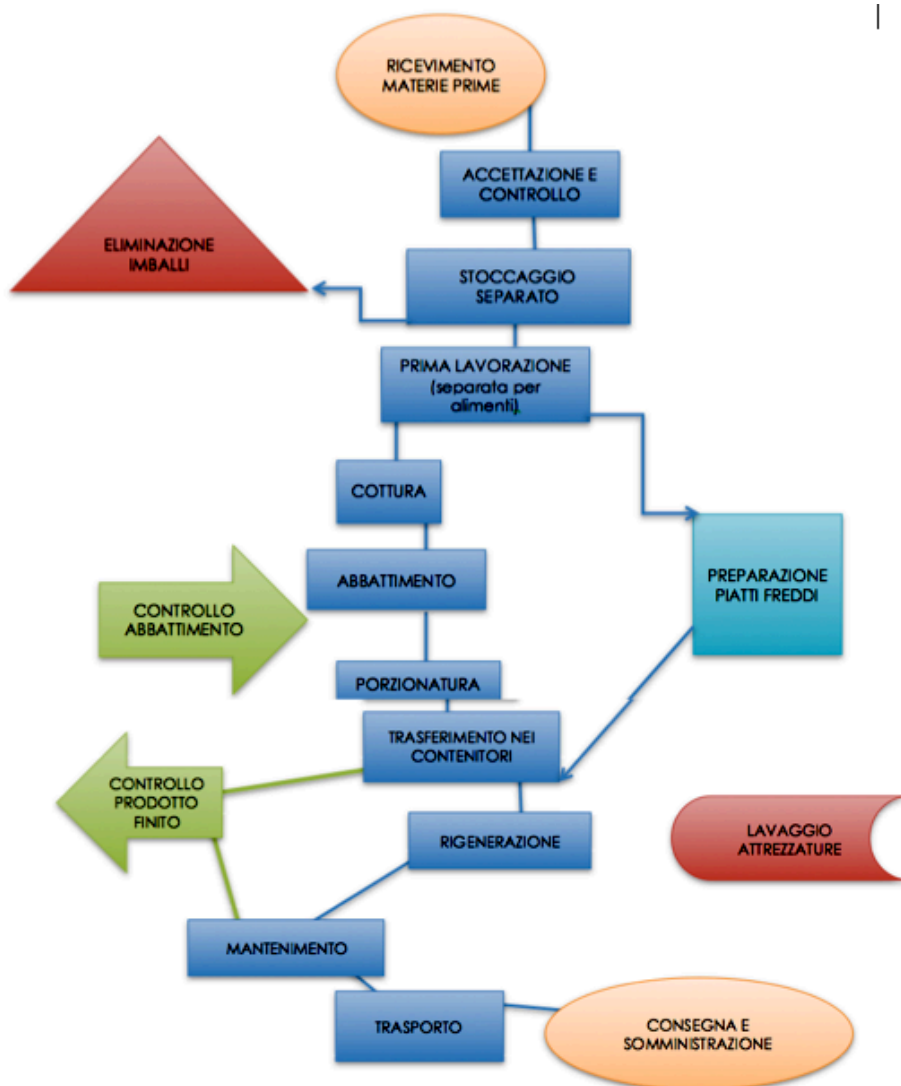 RICEVIMENTO
MATERIE PRIME
ACCETTAZIONE E
CONTROLLO
ELIMINAZIONE
IMBALLI
STOCCAGGIO
SEPARATO
PRIMA LAVORAZIONE
(separata per
alimenti).
COTTURA
ABBATTIMENTO
CONTROLLO
ABBATTIMENTO
PREPARAZIONE
PIATTI FREDDI
PORZIONATURA
TRASFERIMENTO NEI
CONTENITORI
CONTROLLO
PRODOTTO
FINITO
RIGENERAZIONE
LAVAGGIO
ATTREZZATURE
MANTENIMENTO
TRASPORTO
CONSEGNA E
SOMMINISTRAZIONE